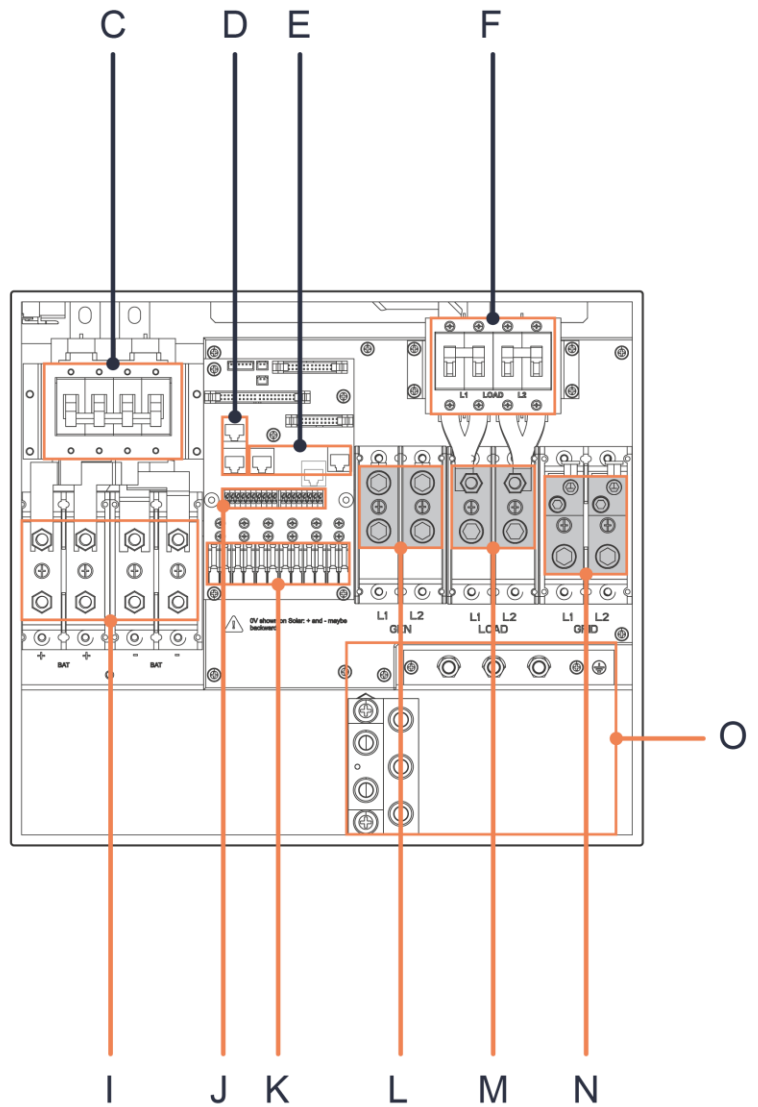 C D E F
L1 LOAD L2
0V shown on Solar: + and - maybe
backward
L1 L2 L1 L2 L1 L2
GEN LOAD GRID
+ BAT + - BAT -
O
I J K L M N